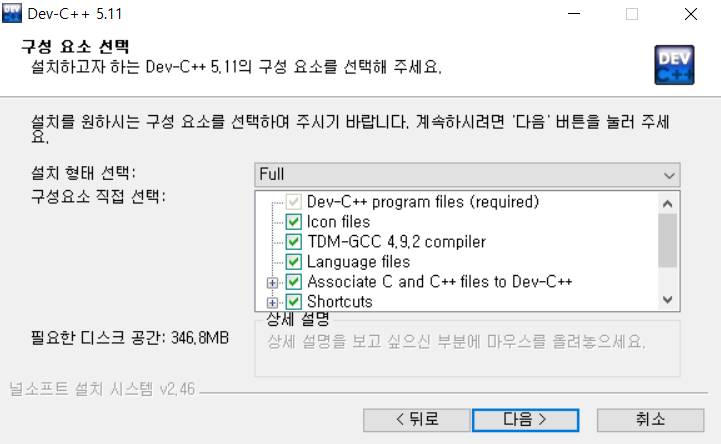 Dev-C++ 5.11
구성 요소 선택
설치하고자 하는 Dev-C++ 5.11의 구성 요소를 선택해 주세요.
DEV
C++
설치를 원하시는 구성 요소를 선택하여 주시기 바랍니다. 계속하시려면 '다음' 버튼을 눌러 주세
요.
설치 형태 선택:
Full
구성요소 직접 선택:
Dev-C++ program files (required)
Icon files
TDM-GCC 4.9.2 compiler
Language files
Associate C and C++ files to Dev-C++
Shortcuts
필요한 디스크 공간: 346.8MB
상세 설명
상세 설명을 보고 싶으신 부분에 마우스를 올려놓으세요.
널소프트 설치 시스템 v2.46
< 뒤로
다음 >
취소